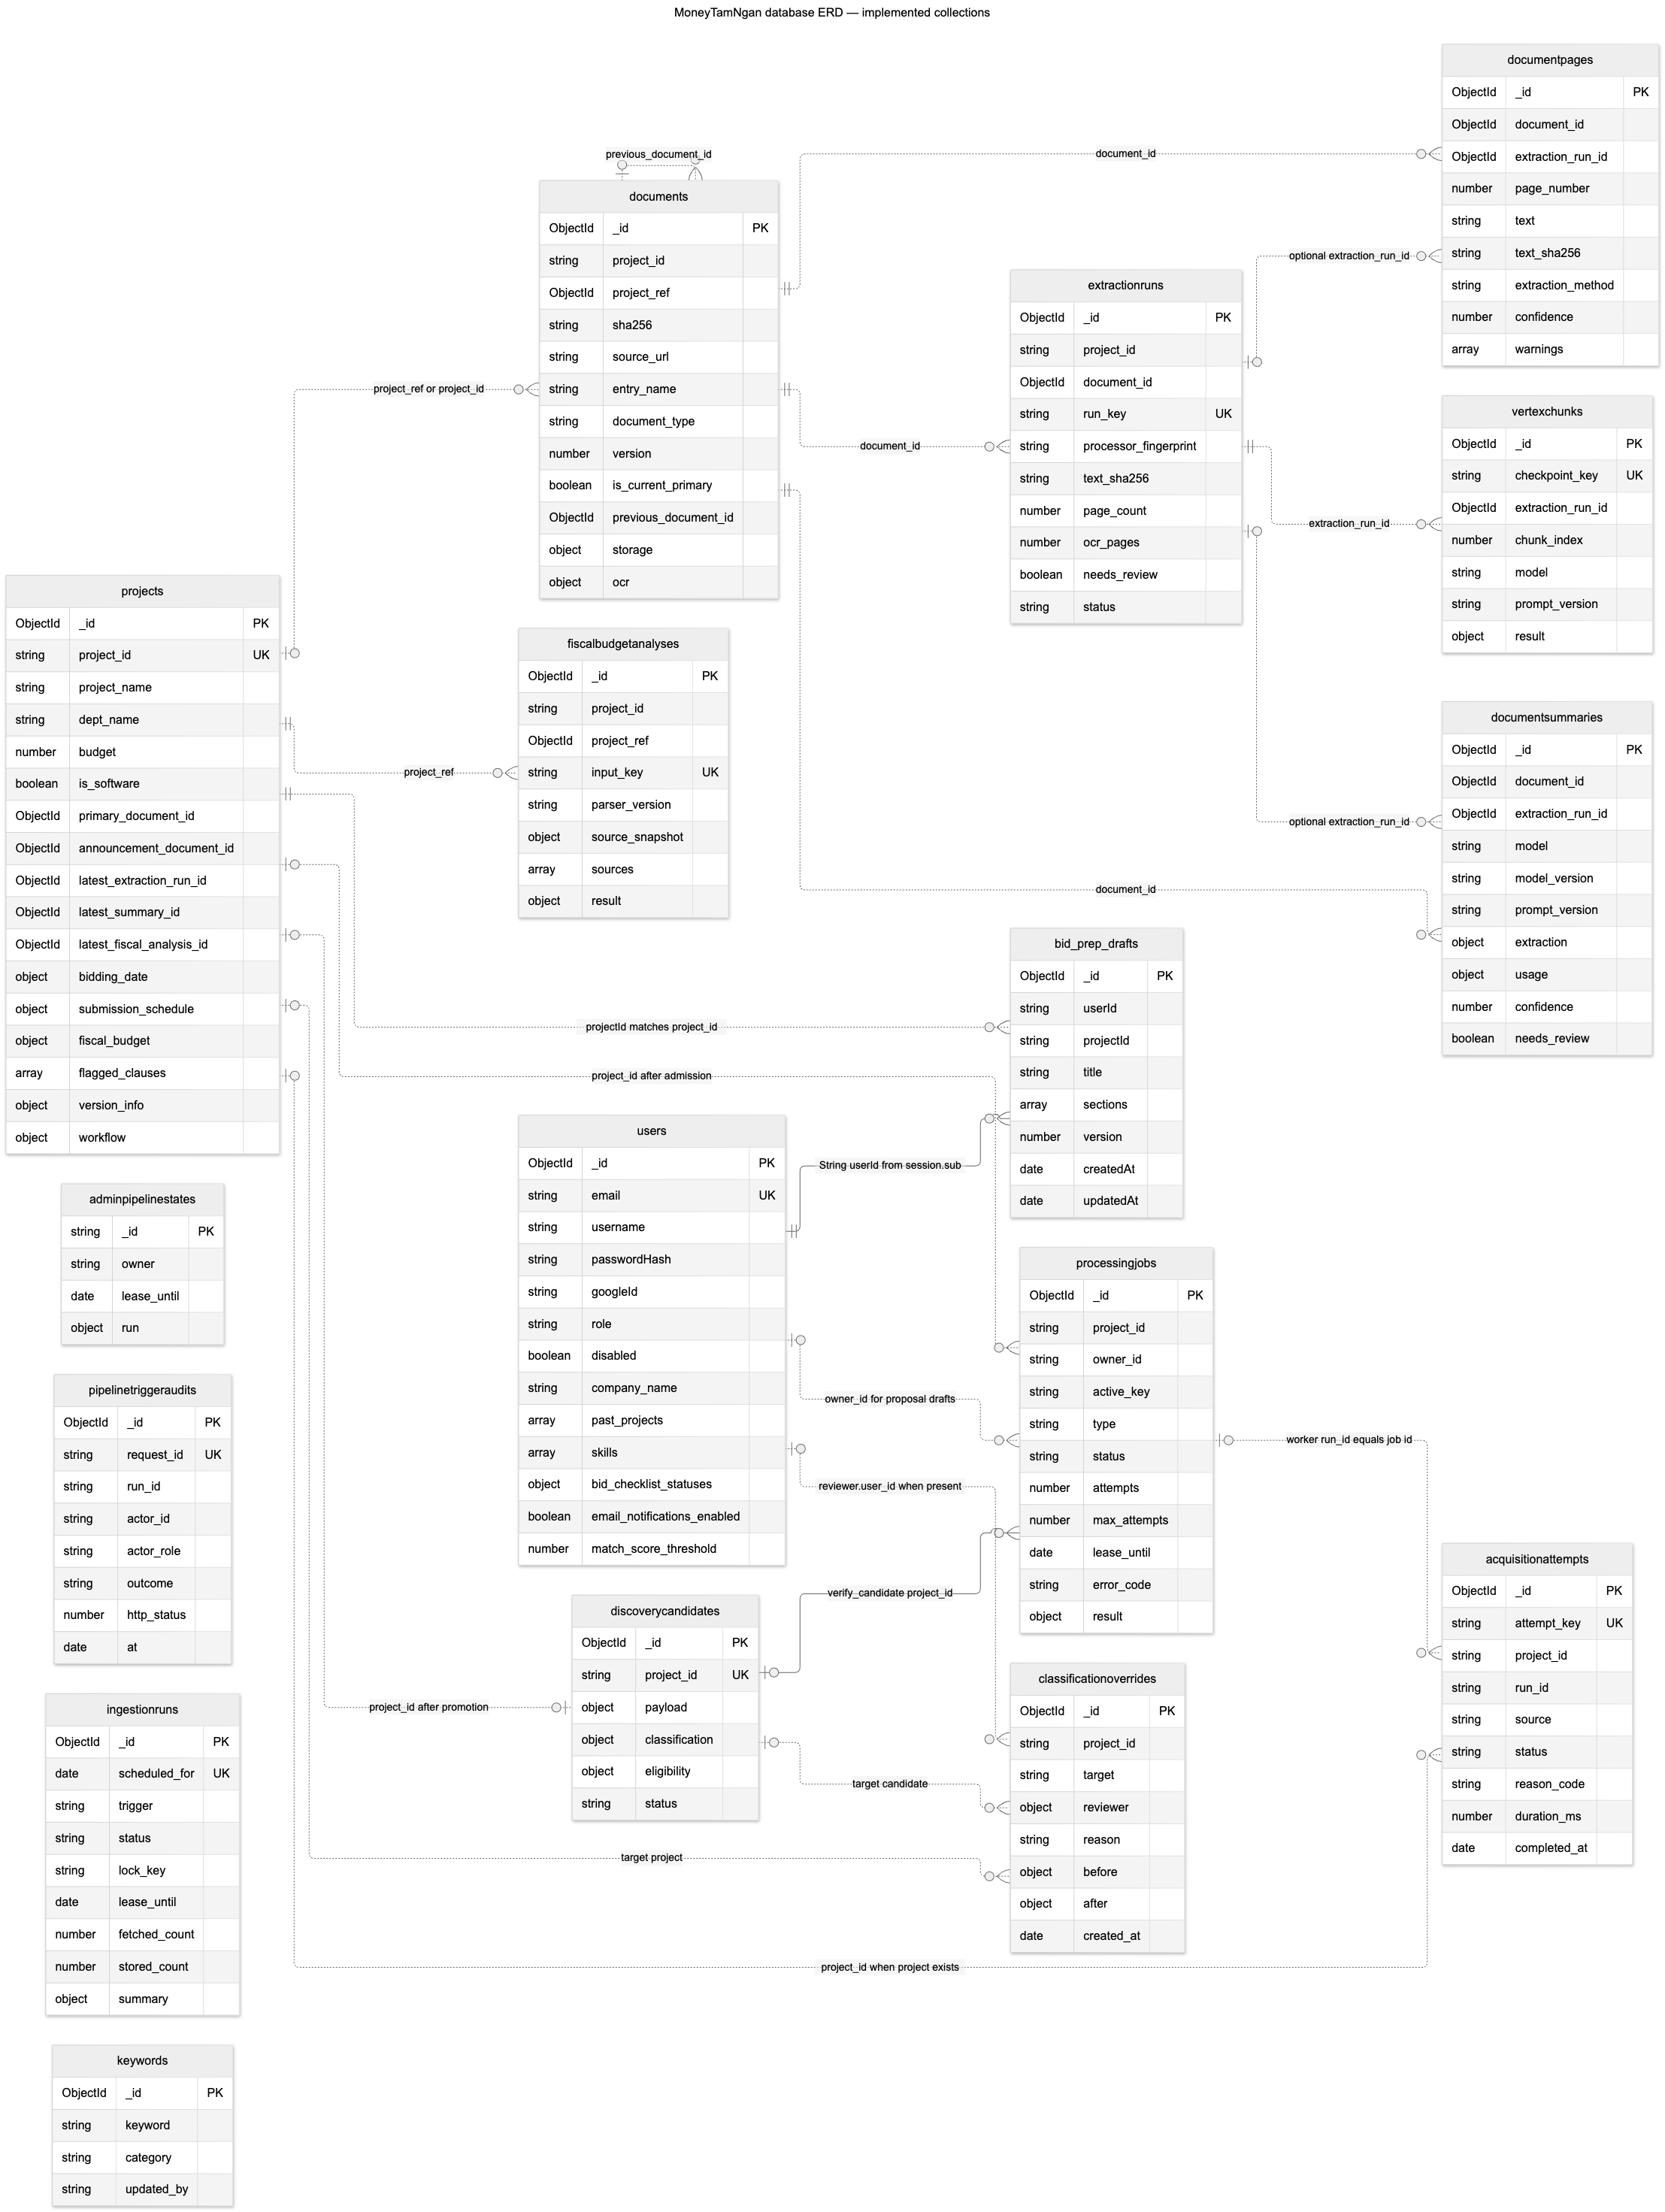 MoneyTamNgan database ERD — implemented collections
documentpages
ObjectId _id PK
ObjectId document_id
ObjectId extraction_run_id
number page_number
string text
string text_sha256
string extraction_method
number confidence
array warnings
previous_document_id
document_id
documents
ObjectId _id PK
string project_id
ObjectId project_ref
string sha256
string source_url
string entry_name
string document_type
number version
boolean is_current_primary
ObjectId previous_document_id
object storage
object ocr
optional extraction_run_id
extractionruns
ObjectId _id PK
string project_id
ObjectId document_id
string run_key UK
string processor_fingerprint
string text_sha256
number page_count
number ocr_pages
boolean needs_review
string status
project_ref or project_id
document_id
vertexchunks
ObjectId _id PK
string checkpoint_key UK
ObjectId extraction_run_id
number chunk_index
string model
string prompt_version
object result
extraction_run_id
projects
ObjectId _id PK
string project_id UK
string project_name
string dept_name
number budget
boolean is_software
ObjectId primary_document_id
ObjectId announcement_document_id
ObjectId latest_extraction_run_id
ObjectId latest_summary_id
ObjectId latest_fiscal_analysis_id
object bidding_date
object submission_schedule
object fiscal_budget
array flagged_clauses
object version_info
object workflow
fiscalbudgetanalyses
ObjectId _id PK
string project_id
ObjectId project_ref
string input_key UK
string parser_version
object source_snapshot
array sources
object result
project_ref
documentsummaries
ObjectId _id PK
ObjectId document_id
ObjectId extraction_run_id
string model
string model_version
string prompt_version
object extraction
object usage
number confidence
boolean needs_review
optional extraction_run_id
document_id
bid_prep_drafts
ObjectId _id PK
string userId
string projectId
string title
array sections
number version
date createdAt
date updatedAt
projectId matches project_id
project_id after admission
users
ObjectId _id PK
string email UK
string username
string passwordHash
string googleId
string role
boolean disabled
string company_name
array past_projects
array skills
object bid_checklist_statuses
boolean email_notifications_enabled
number match_score_threshold
String userId from session.sub
adminpipelinestates
string _id PK
string owner
date lease_until
object run
processingjobs
ObjectId _id PK
string project_id
string owner_id
string active_key
string type
string status
number attempts
number max_attempts
date lease_until
string error_code
object result
pipelinetriggeraudits
ObjectId _id PK
string request_id UK
string run_id
string actor_id
string actor_role
string outcome
number http_status
date at
owner_id for proposal drafts
worker run_id equals job id
reviewer.user_id when present
verify_candidate project_id
acquisitionattempts
ObjectId _id PK
string attempt_key UK
string project_id
string run_id
string source
string status
string reason_code
number duration_ms
date completed_at
discoverycandidates
ObjectId _id PK
string project_id UK
object payload
object classification
object eligibility
string status
classificationoverrides
ObjectId _id PK
string project_id
string target
object reviewer
string reason
object before
object after
date created_at
project_id after promotion
target candidate
target project
project_id when project exists
ingestionruns
ObjectId _id PK
date scheduled_for UK
string trigger
string status
string lock_key
date lease_until
number fetched_count
number stored_count
object summary
keywords
ObjectId _id PK
string keyword
string category
string updated_by